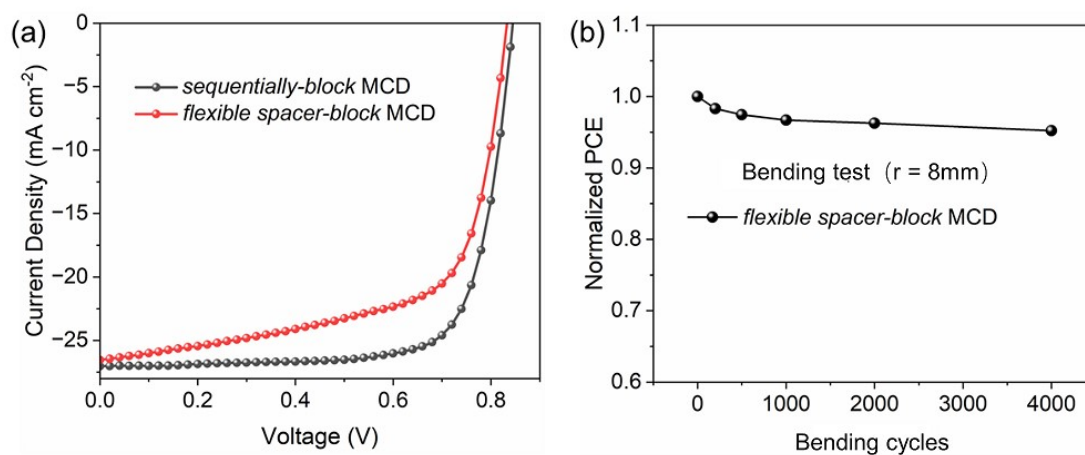 (a)
Current Density (mA cm⁻²)
0
−5
−10
−15
−20
−25
sequentially-block MCD
flexible spacer-block MCD
0.0
0.2
0.4
0.6
0.8
Voltage (V)
(b)
Normalized PCE
1.1
1.0
0.9
0.8
0.7
0.6
Bending test (r = 8mm)
flexible spacer-block MCD
0
1000
2000
3000
4000
Bending cycles